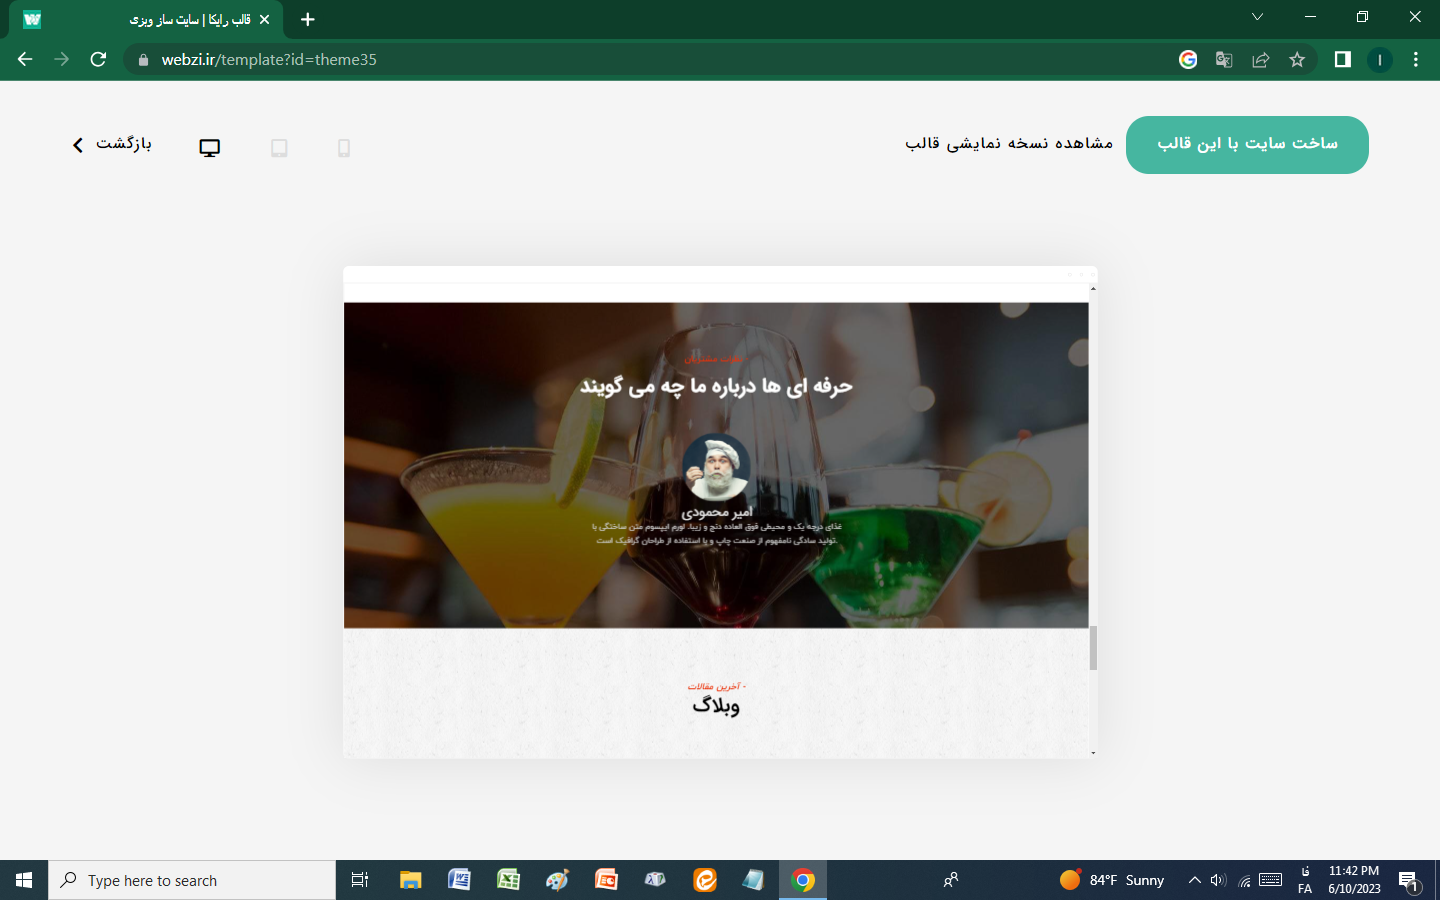 قالب رایکا | سایت ساز وبزی
webzi.ir/template?id=theme35
I
ساخت سایت با این قالب
مشاهده نسخه نمایشی قالب
بازگشت
- نظرات مشتریان
حرفه ای ها درباره ما چه می گویند
امیر محمودی
غذای درجه یک و محیطی فوق العاده دنج و زیبا. لورم ایپسوم متن ساختگی با
تولید سادگی نامفهوم از صنعت چاپ و با استفاده از طراحان گرافیک است.
- آخرین مقالات
وبلاگ
Type here to search
84°F Sunny
فا
FA
11:42 PM
6/10/2023
1